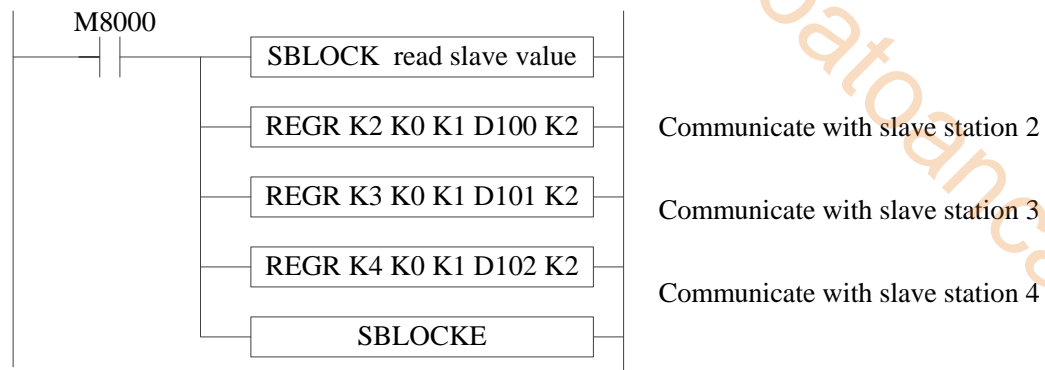 M8000
SBLOCK read slave value
REGR K2 K0 K1 D100 K2
Communicate with slave station 2
REGR K3 K0 K1 D101 K2
Communicate with slave station 3
REGR K4 K0 K1 D102 K2
Communicate with slave station 4
SBLOCKE